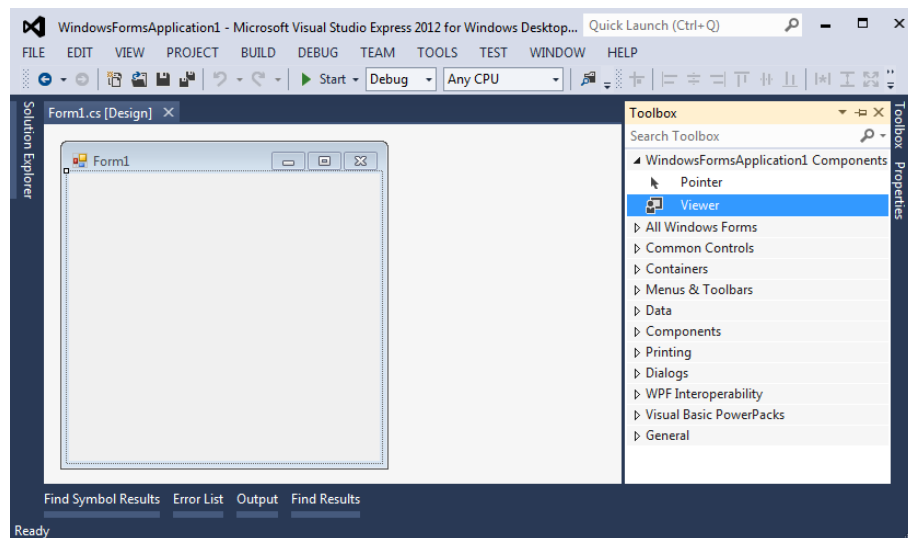 WindowsFormsApplication1 - Microsoft Visual Studio Express 2012 for Windows Desktop... Quick Launch (Ctrl+Q)
FILE EDIT VIEW PROJECT BUILD DEBUG TEAM TOOLS TEST WINDOW HELP
Start Debug Any CPU
Solution Explorer
Form1.cs [Design]
Form1
Toolbox
Search Toolbox
WindowsFormsApplication1 Components
Pointer
Viewer
All Windows Forms
Common Controls
Containers
Menus & Toolbars
Data
Components
Printing
Dialogs
WPF Interoperability
Visual Basic PowerPacks
General
Toolbox
Properties
Find Symbol Results Error List Output Find Results
Ready